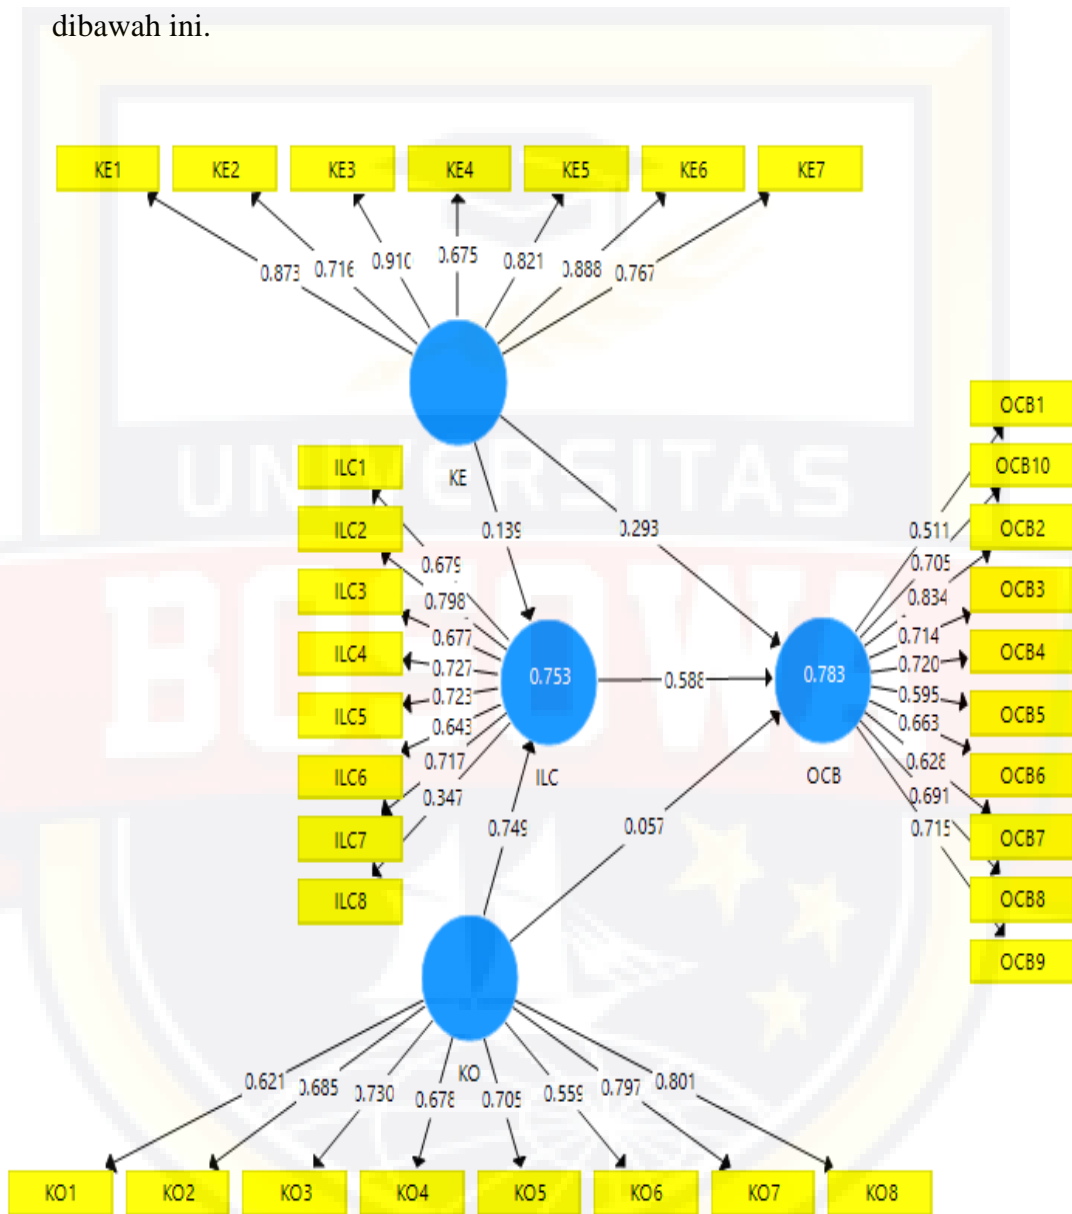 dibawah ini.
KE1 KE2 KE3 KE4 KE5 KE6 KE7
0.873 0.716 0.910 0.675 0.821 0.888 0.767
KE
0.139
0.293
ILC1
ILC2
ILC3
ILC4
ILC5
ILC6
ILC7
ILC8
0.679
0.798
0.677
0.727
0.723
0.643
0.717
0.347
0.753
ILC
0.588
0.783
OCB
0.749
0.057
OCB1
OCB10
OCB2
OCB3
OCB4
OCB5
OCB6
OCB7
OCB8
OCB9
0.511
0.705
0.834
0.714
0.720
0.595
0.663
0.628
0.691
0.715
KO
0.621 0.685 0.730 0.678 0.705 0.559 0.797 0.801
KO1 KO2 KO3 KO4 KO5 KO6 KO7 KO8
UNIVERSITAS
BOSOWA